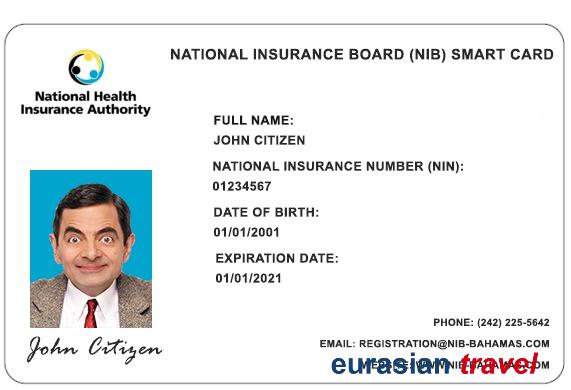 NATIONAL INSURANCE BOARD (NIB) SMART CARD
National Health
Insurance Authority
FULL NAME:
JOHN CITIZEN
NATIONAL INSURANCE NUMBER (NIN):
01234567
DATE OF BIRTH:
01/01/2001
EXPIRATION DATE:
01/01/2021
John Citizen
PHONE: (242) 225-5642
EMAIL: REGISTRATION@NIB-BAHAMAS.COM
WEBSITE: WWW.NIB-BAHAMAS.COM
eurasian travel